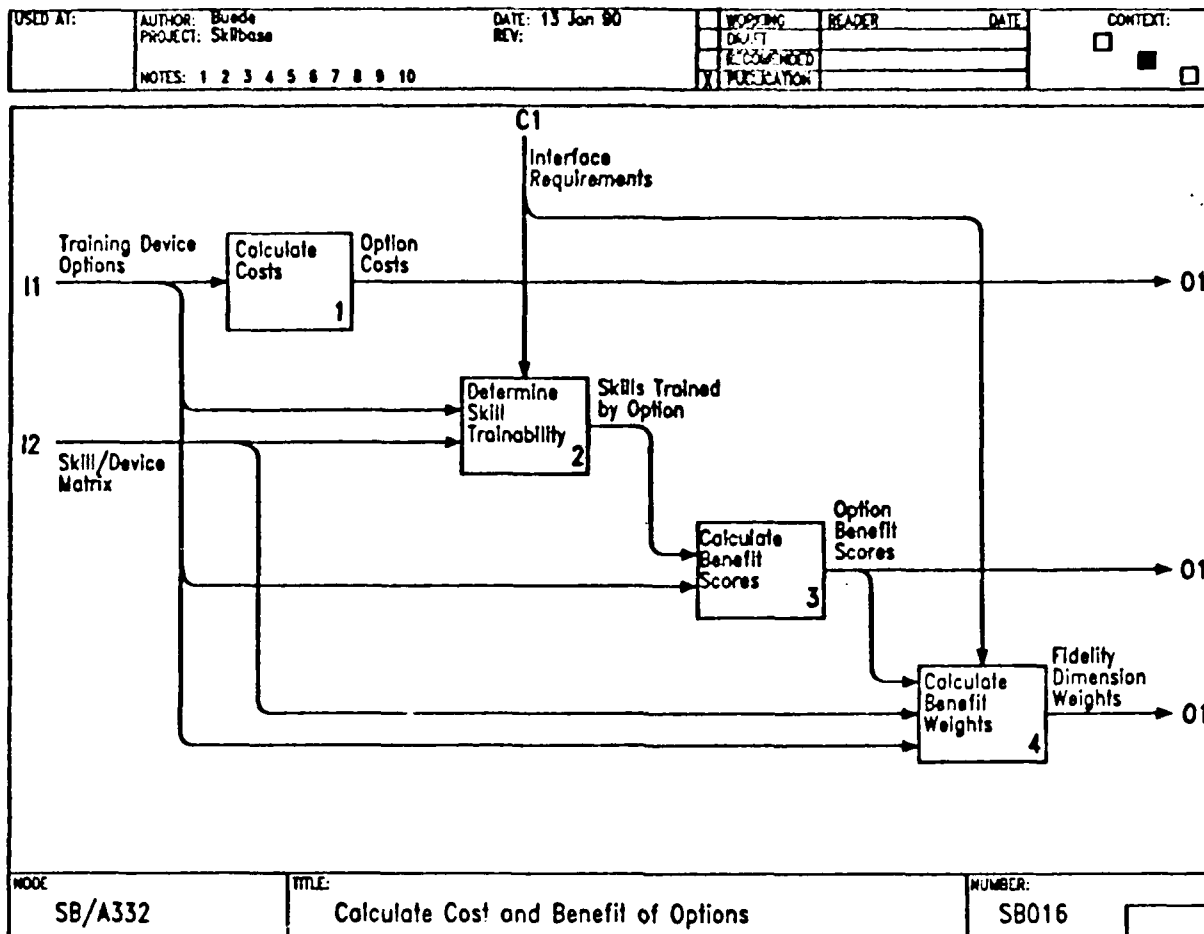 USED AT:
AUTHOR: Buede
DATE: 13 Jan 90
PROJECT: Skillbase
REV:
NOTES: 1 2 3 4 5 6 7 8 9 10
WORKING
DRAFT
RECOMENDED
X PUBLICATION
READER DATE
CONTEXT:
C1
Interface
Requirements
Training Device
Options
I1
Calculate
Costs
1
Option
Costs
O1
Determine
Skill
Trainability
2
Skills Trained
by Option
I2
Skill/Device
Matrix
Calculate
Benefit
Scores
3
Option
Benefit
Scores
O1
Calculate
Benefit
Weights
4
Fidelity
Dimension
Weights
O1
NODE
SB/A332
TITLE:
Calculate Cost and Benefit of Options
NUMBER:
SB016